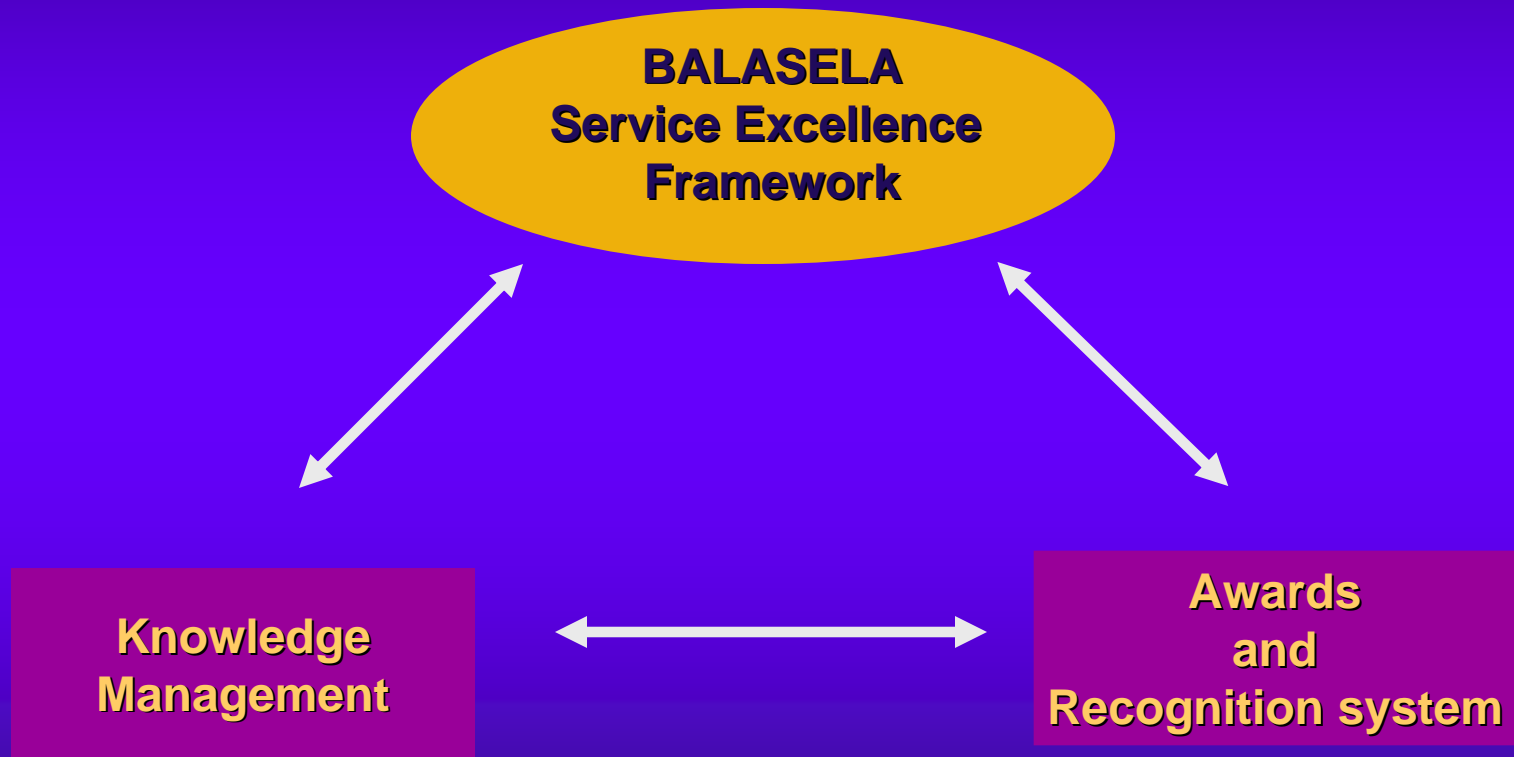 BALASELA
Service Excellence
Framework
Knowledge
Management
Awards
and
Recognition system